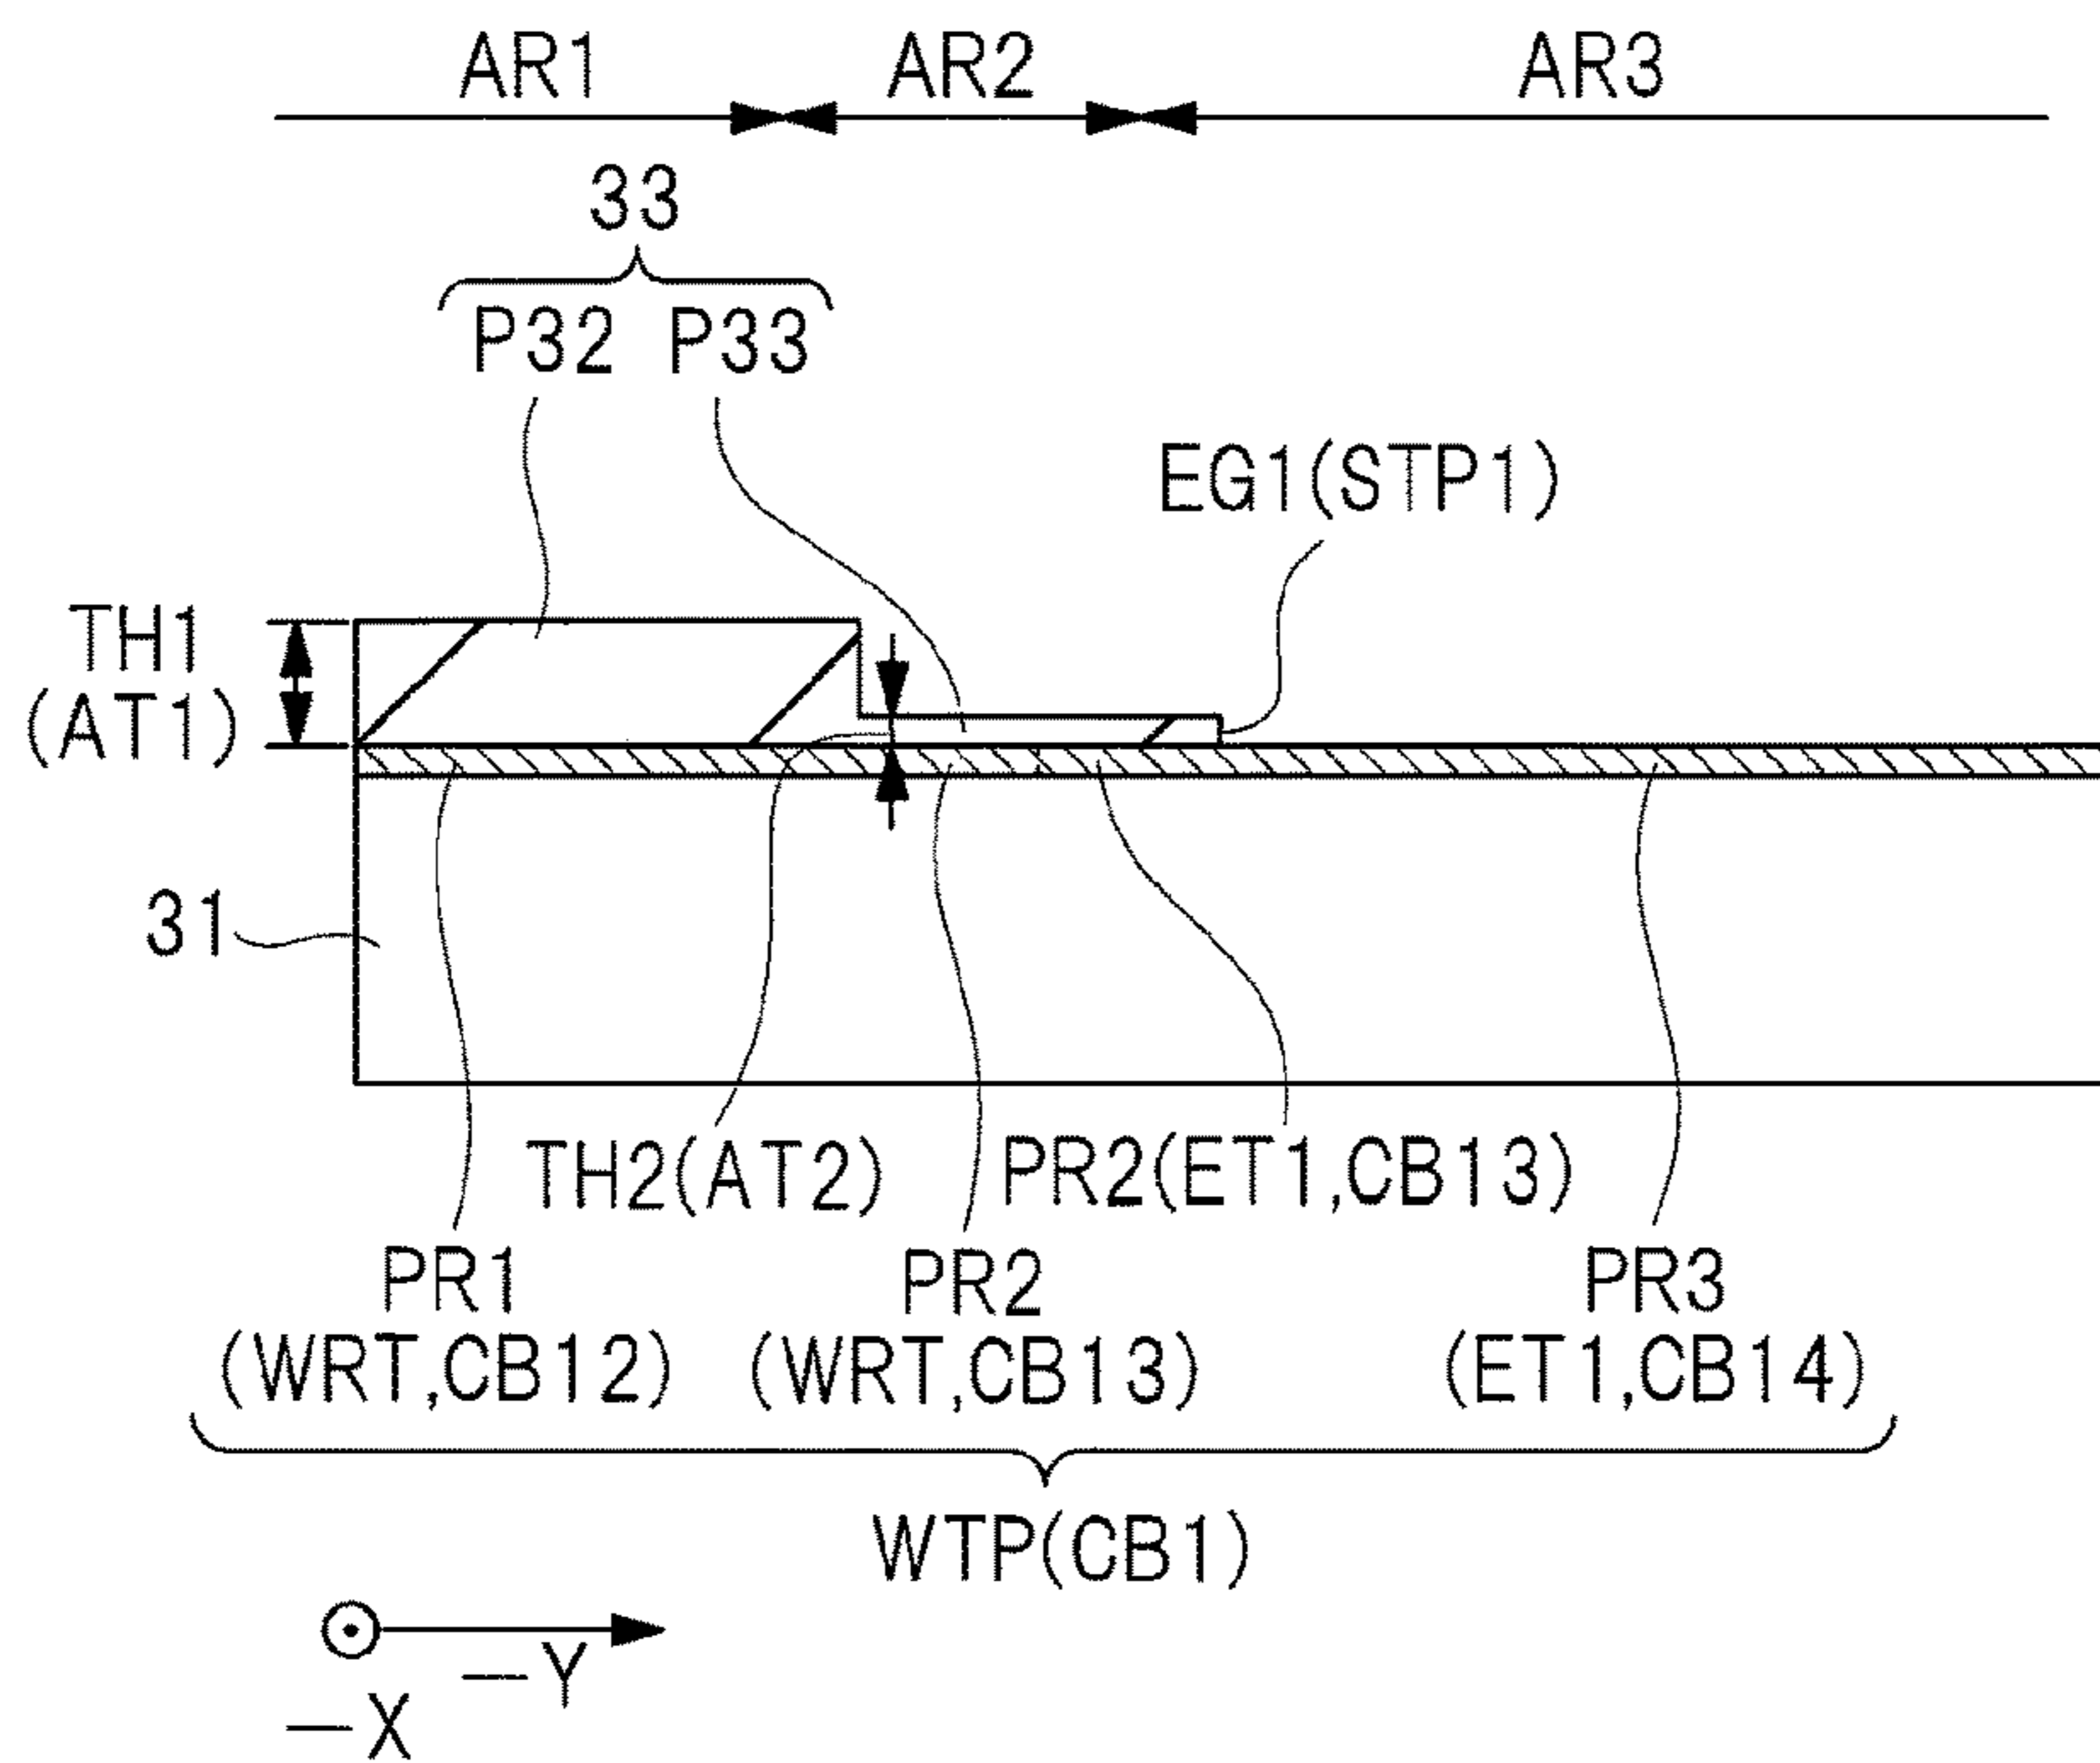 AR1 AR2 AR3
33
P32 P33
EG1(STP1)
TH1
(AT1)
31
TH2(AT2) PR2(ET1,CB13)
PR1 PR2 PR3
(WRT,CB12) (WRT,CB13) (ET1,CB14)
WTP(CB1)
—Y
—X